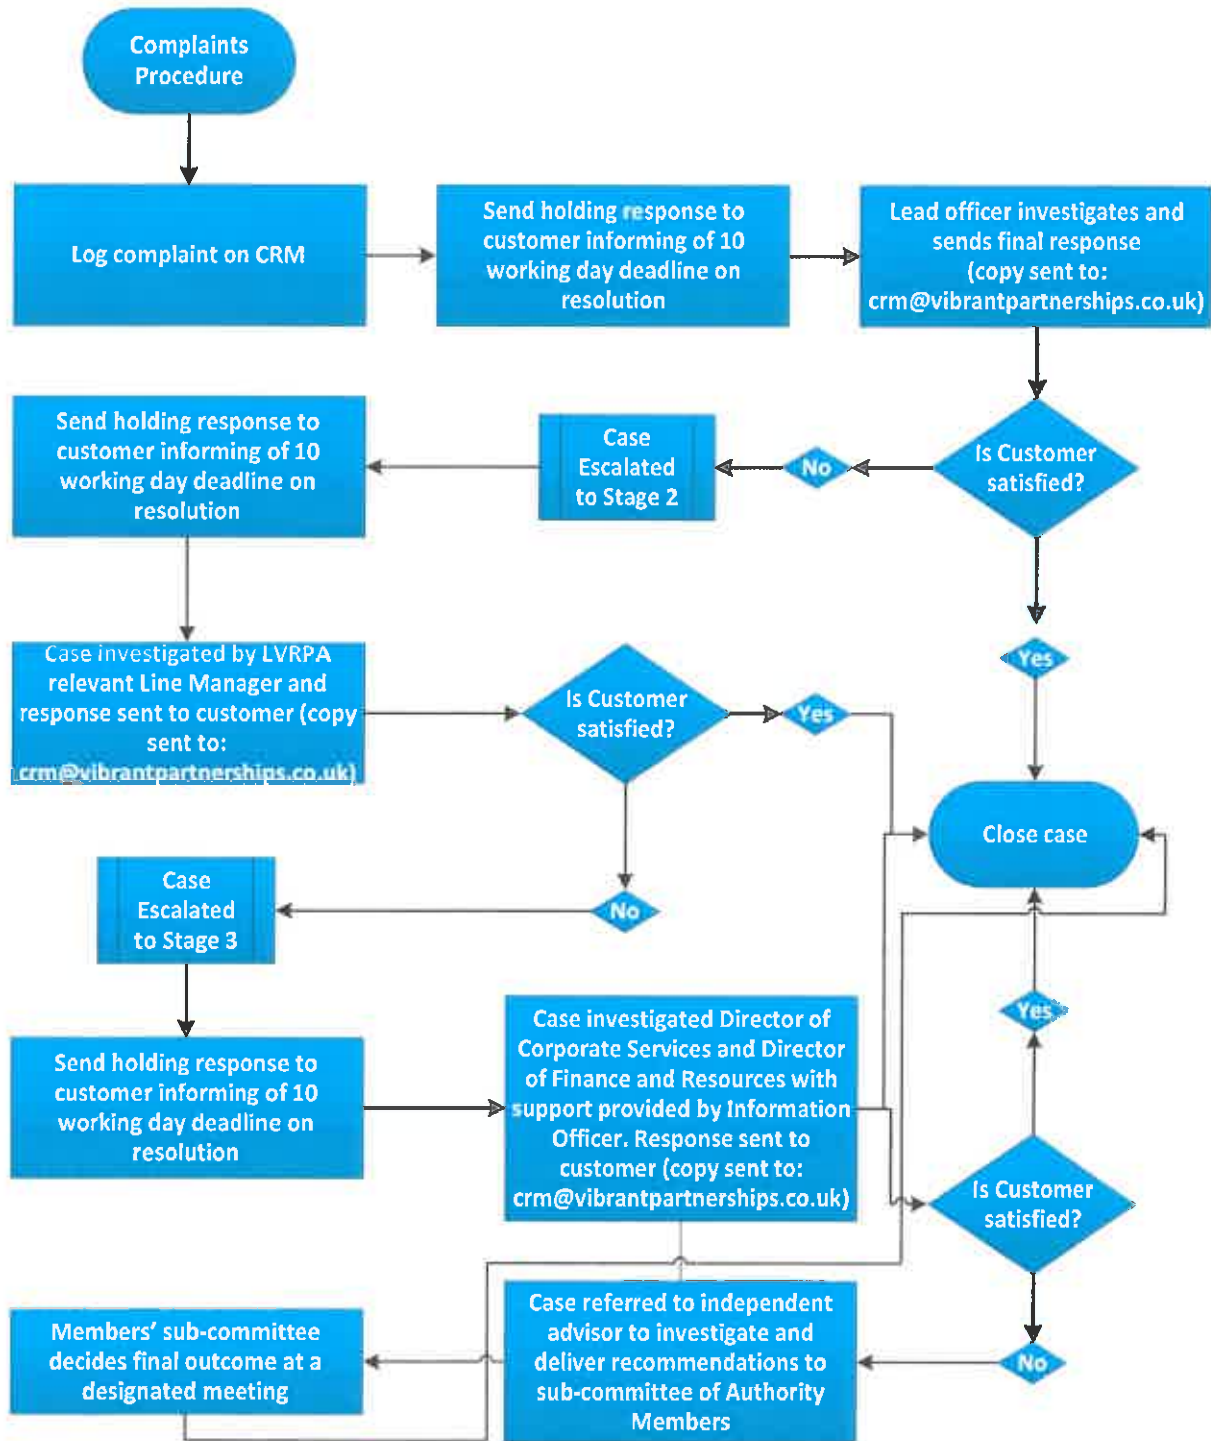 Complaints
Procedure
Log complaint on CRM
Send holding response to
customer informing of 10
working day deadline on
resolution
Lead officer investigates and
sends final response
(copy sent to:
crm@vibrantpartnerships.co.uk)
Is Customer
satisfied?
No
Case
Escalated
to Stage 2
Send holding response to
customer informing of 10
working day deadline on
resolution
Yes
Case investigated by LVRPA
relevant Line Manager and
response sent to customer (copy
sent to:
crm@vibrantpartnerships.co.uk)
Is Customer
satisfied?
Yes
Close case
No
Case
Escalated
to Stage 3
Send holding response to
customer informing of 10
working day deadline on
resolution
Case investigated Director of
Corporate Services and Director
of Finance and Resources with
support provided by Information
Officer. Response sent to
customer (copy sent to:
crm@vibrantpartnerships.co.uk)
Yes
Is Customer
satisfied?
No
Case referred to independent
advisor to investigate and
deliver recommendations to
sub-committee of Authority
Members
Members' sub-committee
decides final outcome at a
designated meeting